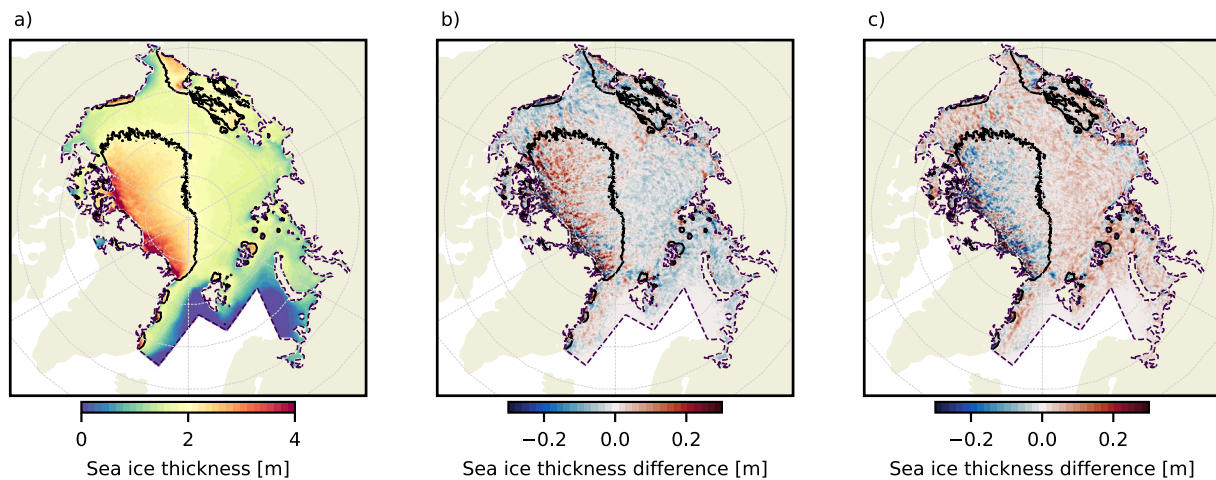 a)
b)
c)
0 2 4
−0.2 0.0 0.2
−0.2 0.0 0.2
Sea ice thickness [m]
Sea ice thickness difference [m]
Sea ice thickness difference [m]